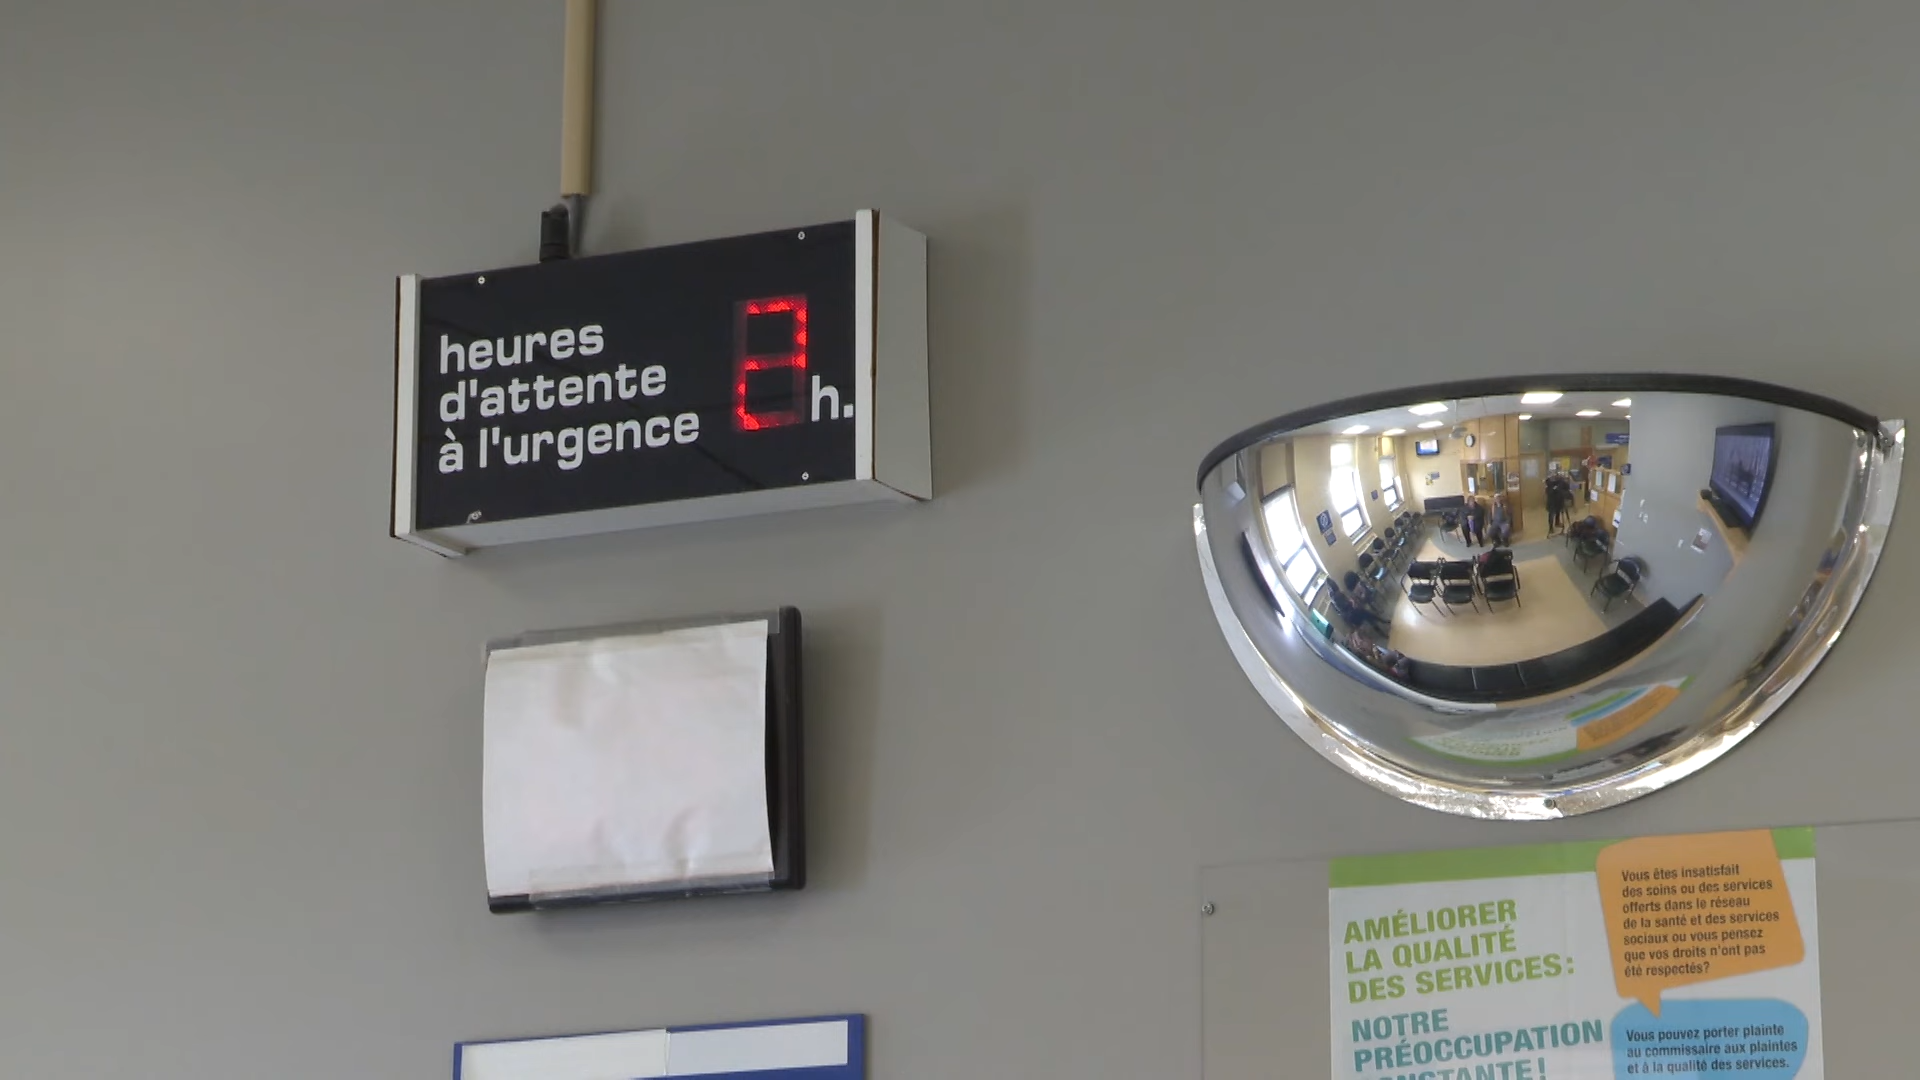 heures
d'attente
à l'urgence
2 h.
AMÉLIORER
LA QUALITÉ
DES SERVICES :
NOTRE
PRÉOCCUPATION
CONSTANTE !
Vous êtes insatisfait
des soins ou des services
offerts dans le réseau
de la santé et des services
sociaux ou vous pensez
que vos droits n'ont pas
été respectés?
Vous pouvez porter plainte
au commissaire aux plaintes
et à la qualité des services.